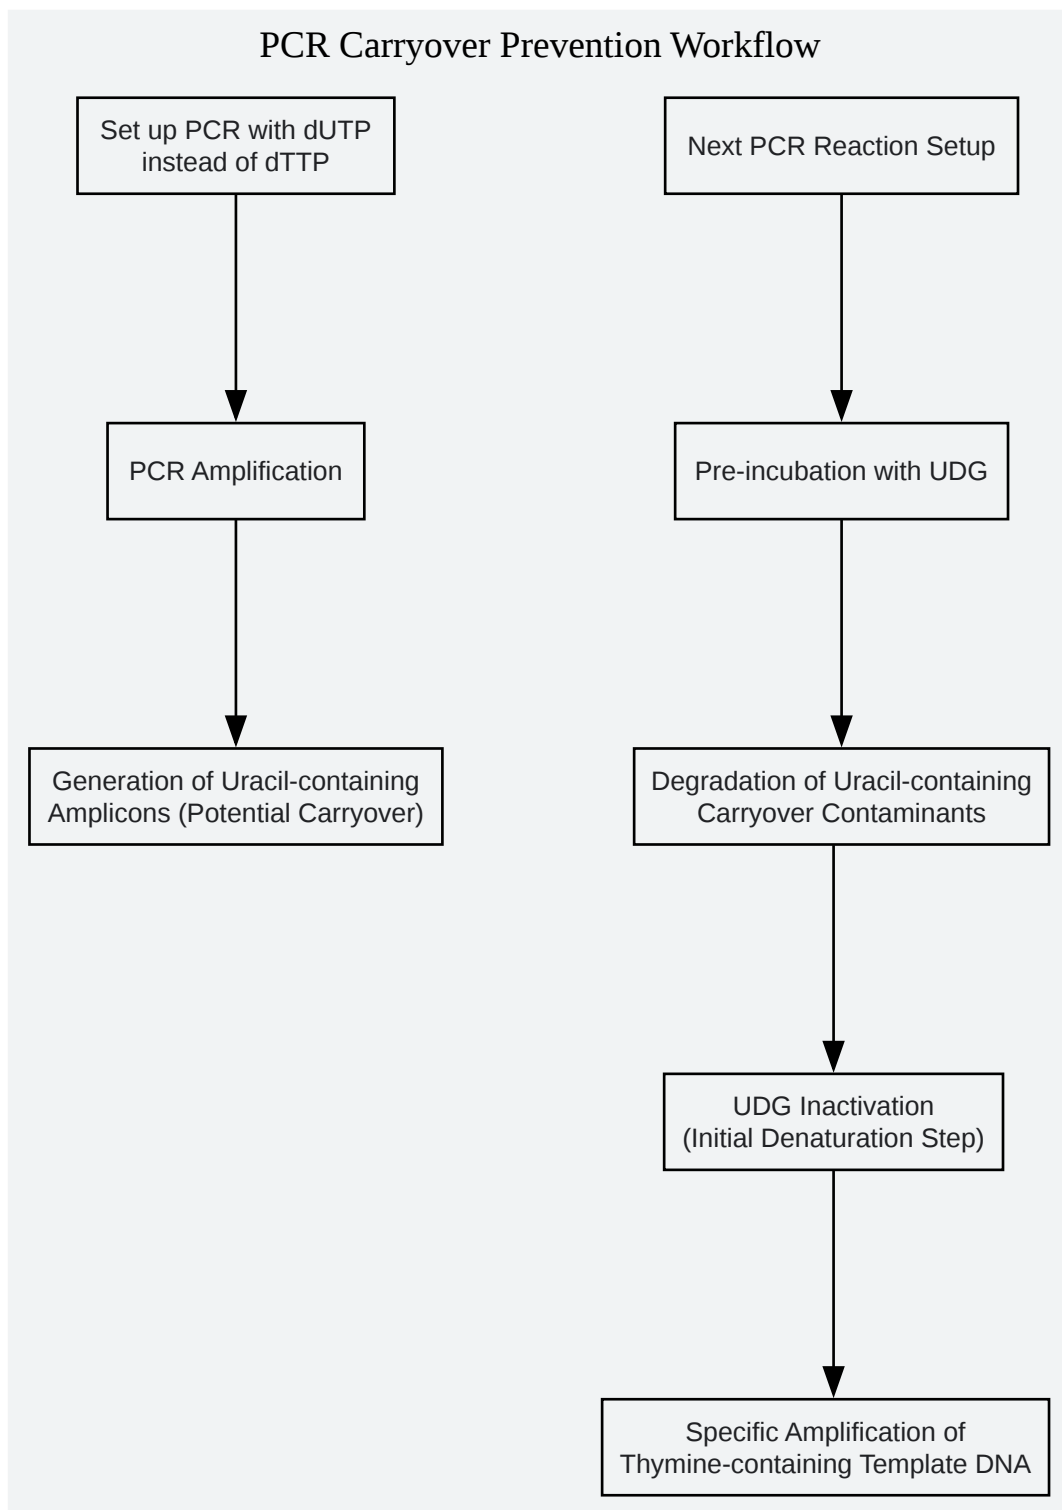 PCR Carryover Prevention Workflow
Set up PCR with dUTP
instead of dTTP
PCR Amplification
Generation of Uracil-containing
Amplicons (Potential Carryover)
Next PCR Reaction Setup
Pre-incubation with UDG
Degradation of Uracil-containing
Carryover Contaminants
UDG Inactivation
(Initial Denaturation Step)
Specific Amplification of
Thymine-containing Template DNA